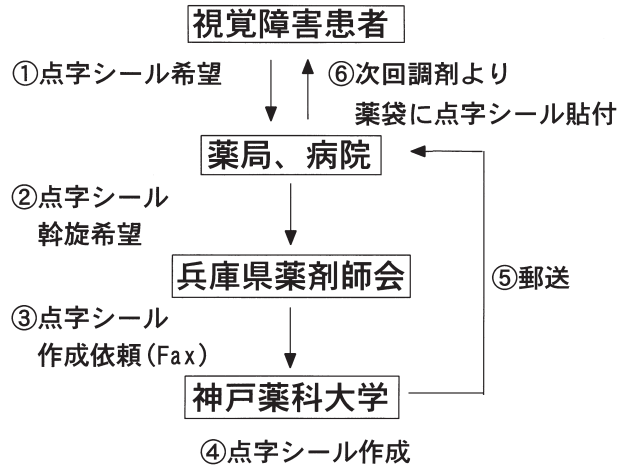 視覚障害患者
①点字シール希望
⑥次回調剤より
薬袋に点字シール貼付
薬局、病院
②点字シール
斡旋希望
兵庫県薬剤師会
③点字シール
作成依頼(Fax)
⑤郵送
神戸薬科大学
④点字シール作成